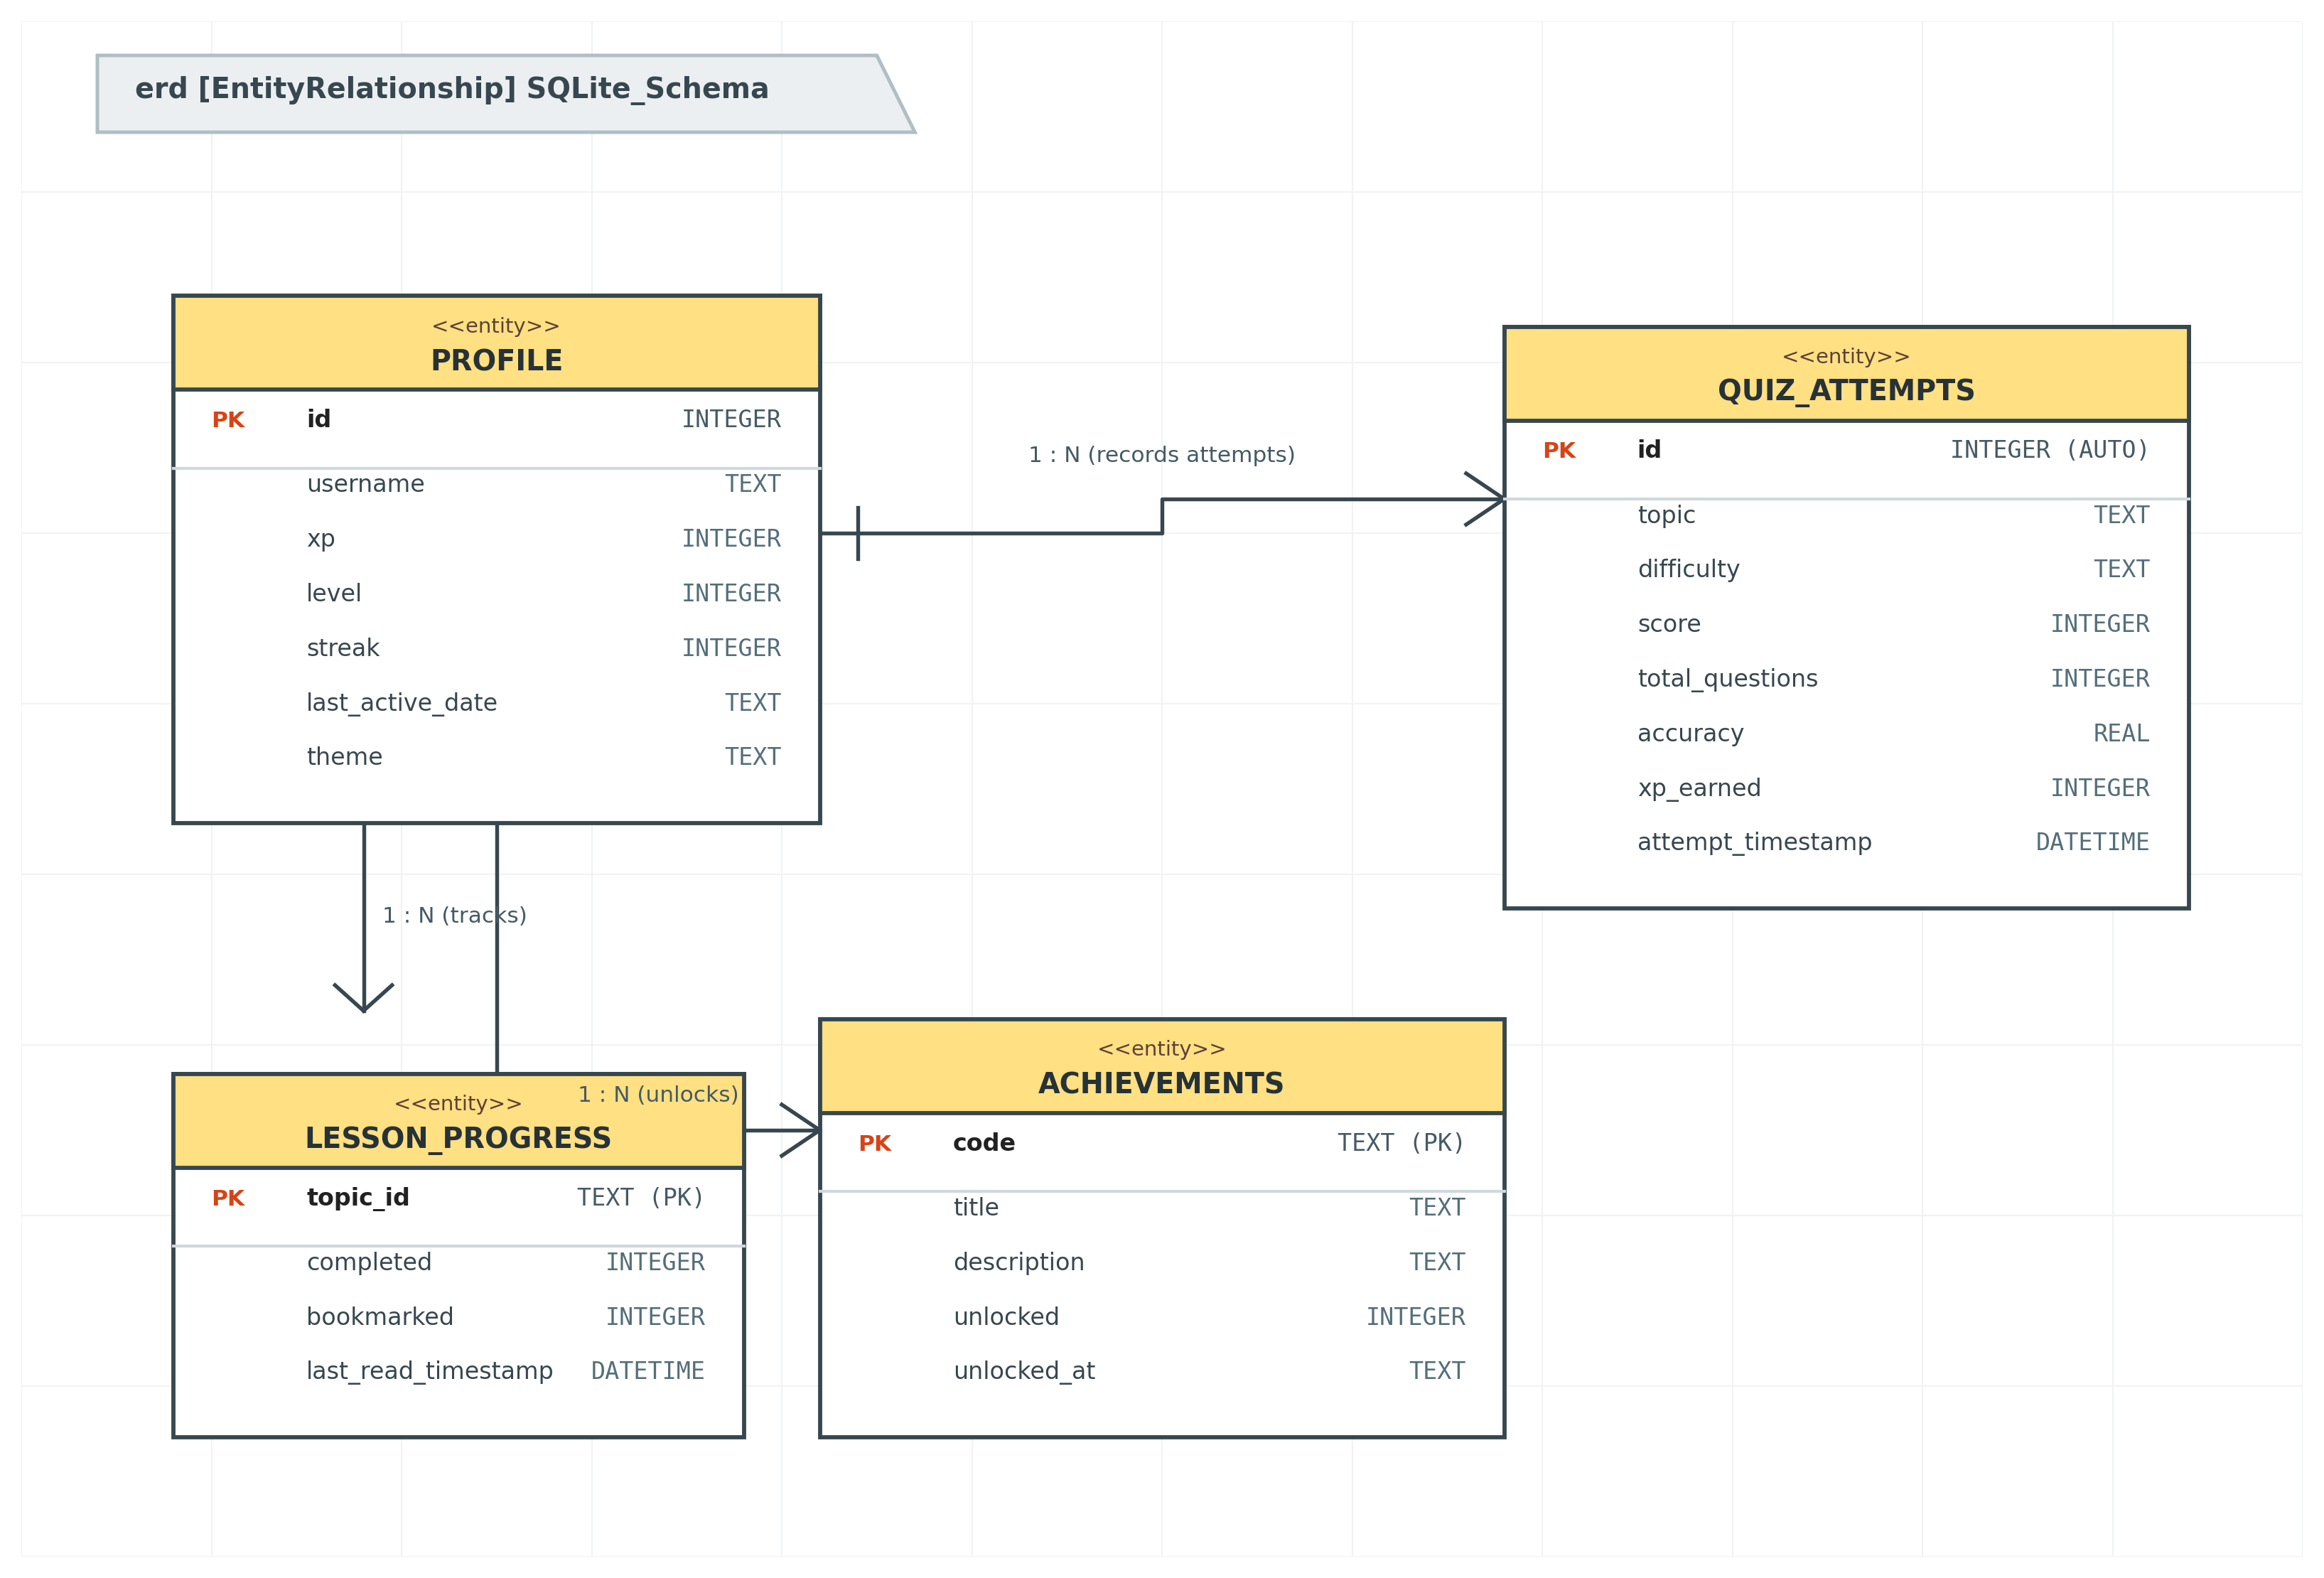 erd [EntityRelationship] SQLite_Schema
<<entity>>
PROFILE
PK id INTEGER
username TEXT
xp INTEGER
level INTEGER
streak INTEGER
last_active_date TEXT
theme TEXT
1 : N (records attempts)
<<entity>>
QUIZ_ATTEMPTS
PK id INTEGER (AUTO)
topic TEXT
difficulty TEXT
score INTEGER
total_questions INTEGER
accuracy REAL
xp_earned INTEGER
attempt_timestamp DATETIME
1 : N (tracks)
<<entity>>
LESSON_PROGRESS
PK topic_id TEXT (PK)
completed INTEGER
bookmarked INTEGER
last_read_timestamp DATETIME
1 : N (unlocks)
<<entity>>
ACHIEVEMENTS
PK code TEXT (PK)
title TEXT
description TEXT
unlocked INTEGER
unlocked_at TEXT